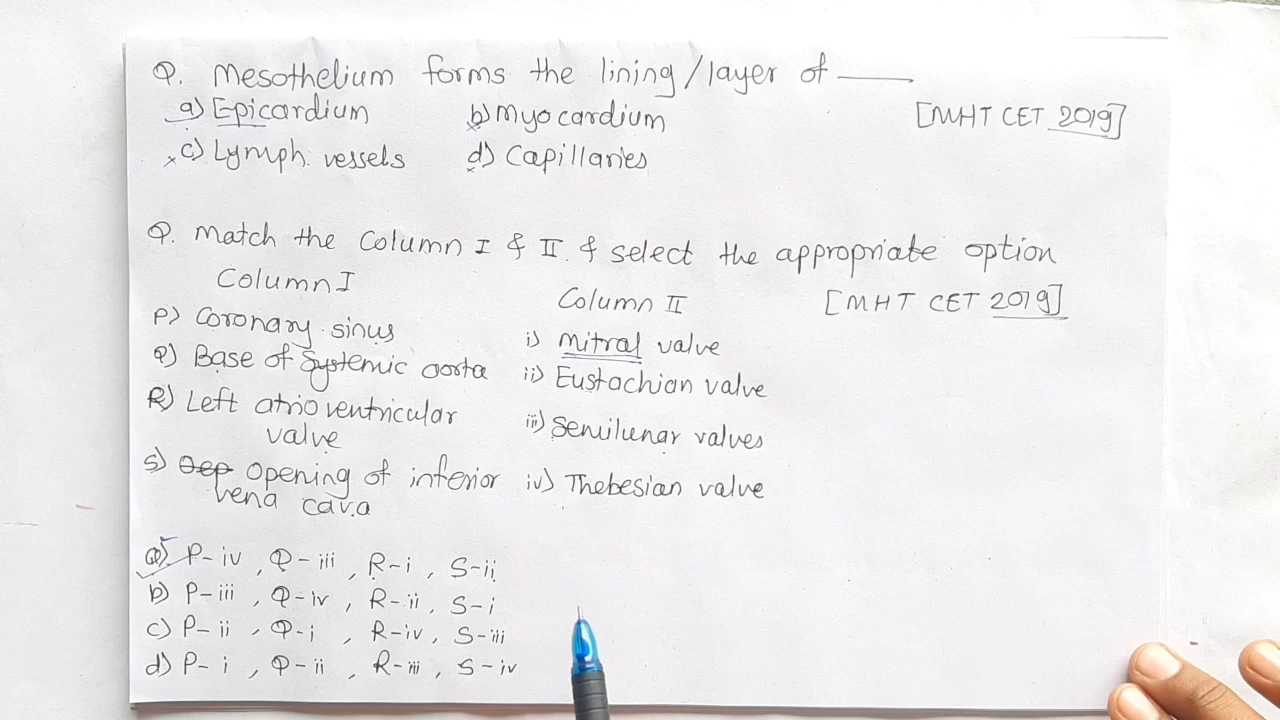 Q. Mesothelium forms the lining/layer of ____
a) Epicardium b) Myocardium [MHT CET 2019]
c) Lymph vessels d) Capillaries
Q. Match the Column I & II & select the appropriate option
Column I Column II [MHT CET 2019]
P) Coronary sinus i) Mitral valve
Q) Base of Systemic aorta ii) Eustachian valve
R) Left atrioventricular iii) Semilunar valves
valve
S) Opening of inferior iv) Thebesian valve
vena cava
a) P-iv, Q-iii, R-i, S-ii
b) P-iii, Q-iv, R-ii, S-i
c) P-ii, Q-i, R-iv, S-iii
d) P-i, Q-ii, R-iii, S-iv